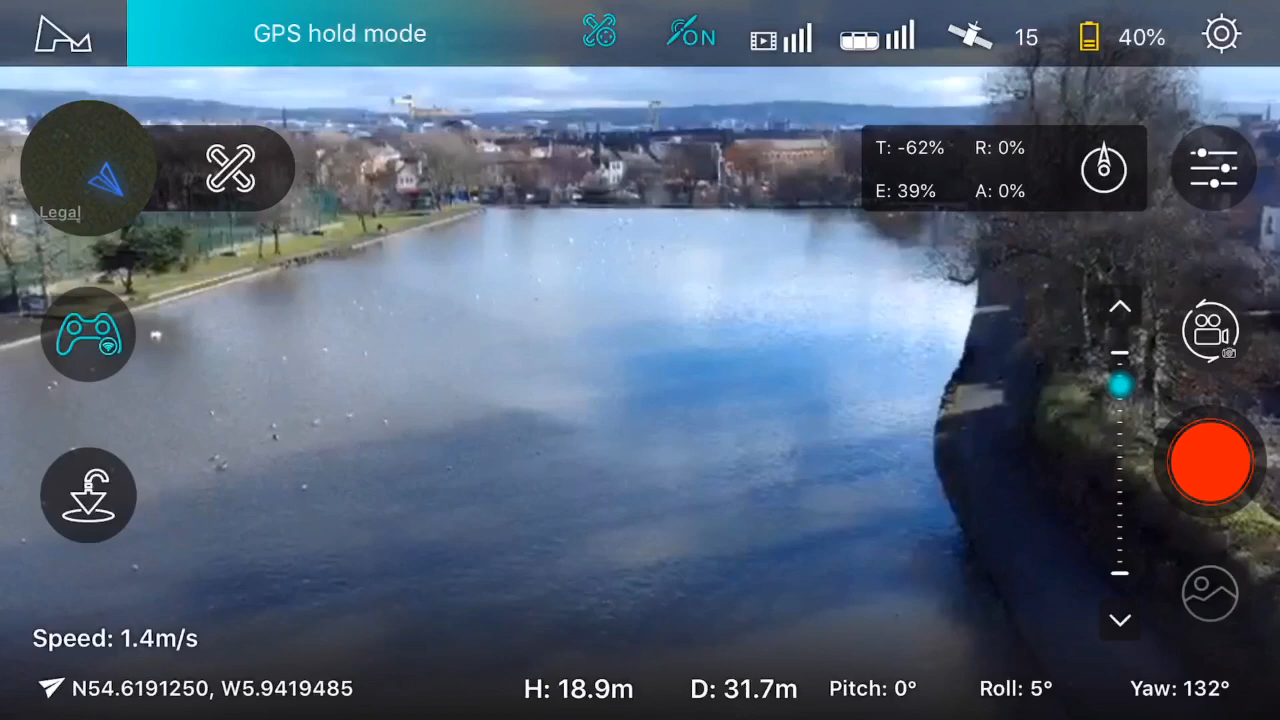 GPS hold mode
ON
15
40%
T: -62% R: 0%
E: 39% A: 0%
Legal
Speed: 1.4m/s
N54.6191250, W5.9419485 H: 18.9m D: 31.7m Pitch: 0° Roll: 5° Yaw: 132°